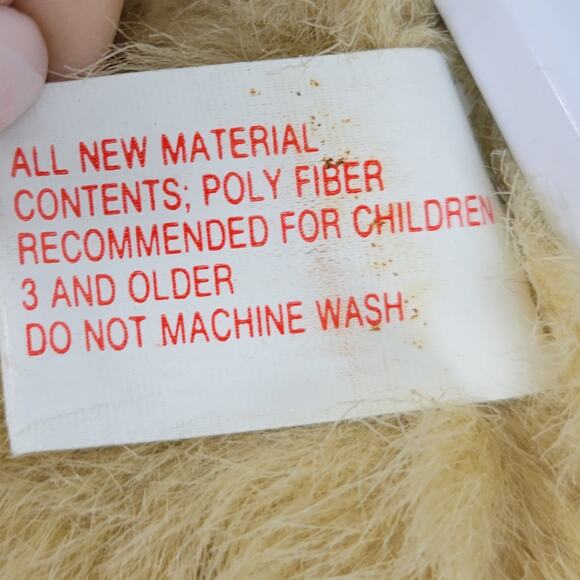 ALL NEW MATERIAL
CONTENTS; POLY FIBER
RECOMMENDED FOR CHILDREN
3 AND OLDER
DO NOT MACHINE WASH